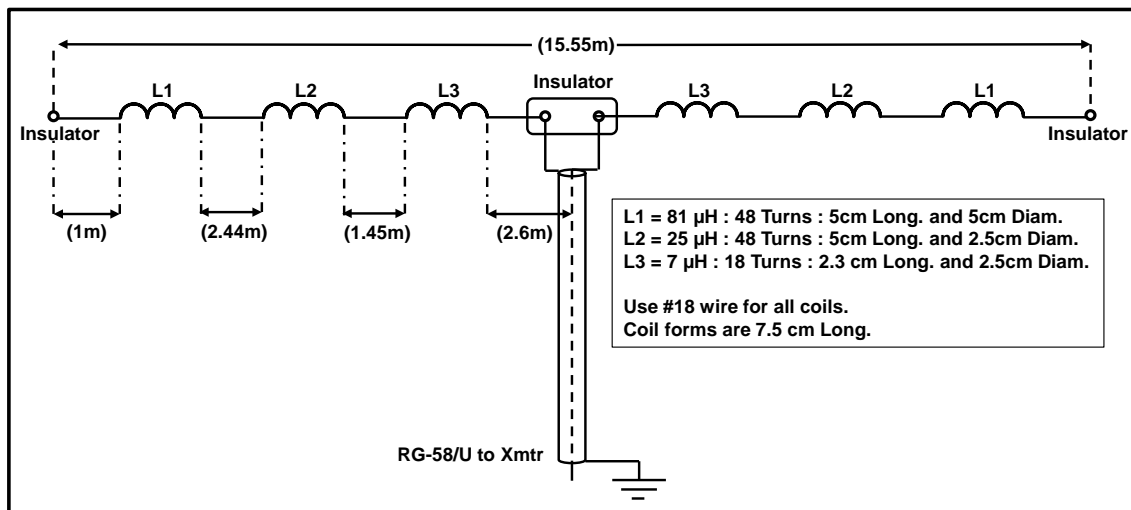 (15.55m)
Insulator
L1 L2 L3 L3 L2 L1
Insulator Insulator
(1m) (2.44m) (1.45m) (2.6m)
L1 = 81 µH : 48 Turns : 5cm Long. and 5cm Diam.
L2 = 25 µH : 48 Turns : 5cm Long. and 2.5cm Diam.
L3 = 7 µH : 18 Turns : 2.3 cm Long. and 2.5cm Diam.
Use #18 wire for all coils.
Coil forms are 7.5 cm Long.
RG-58/U to Xmtr